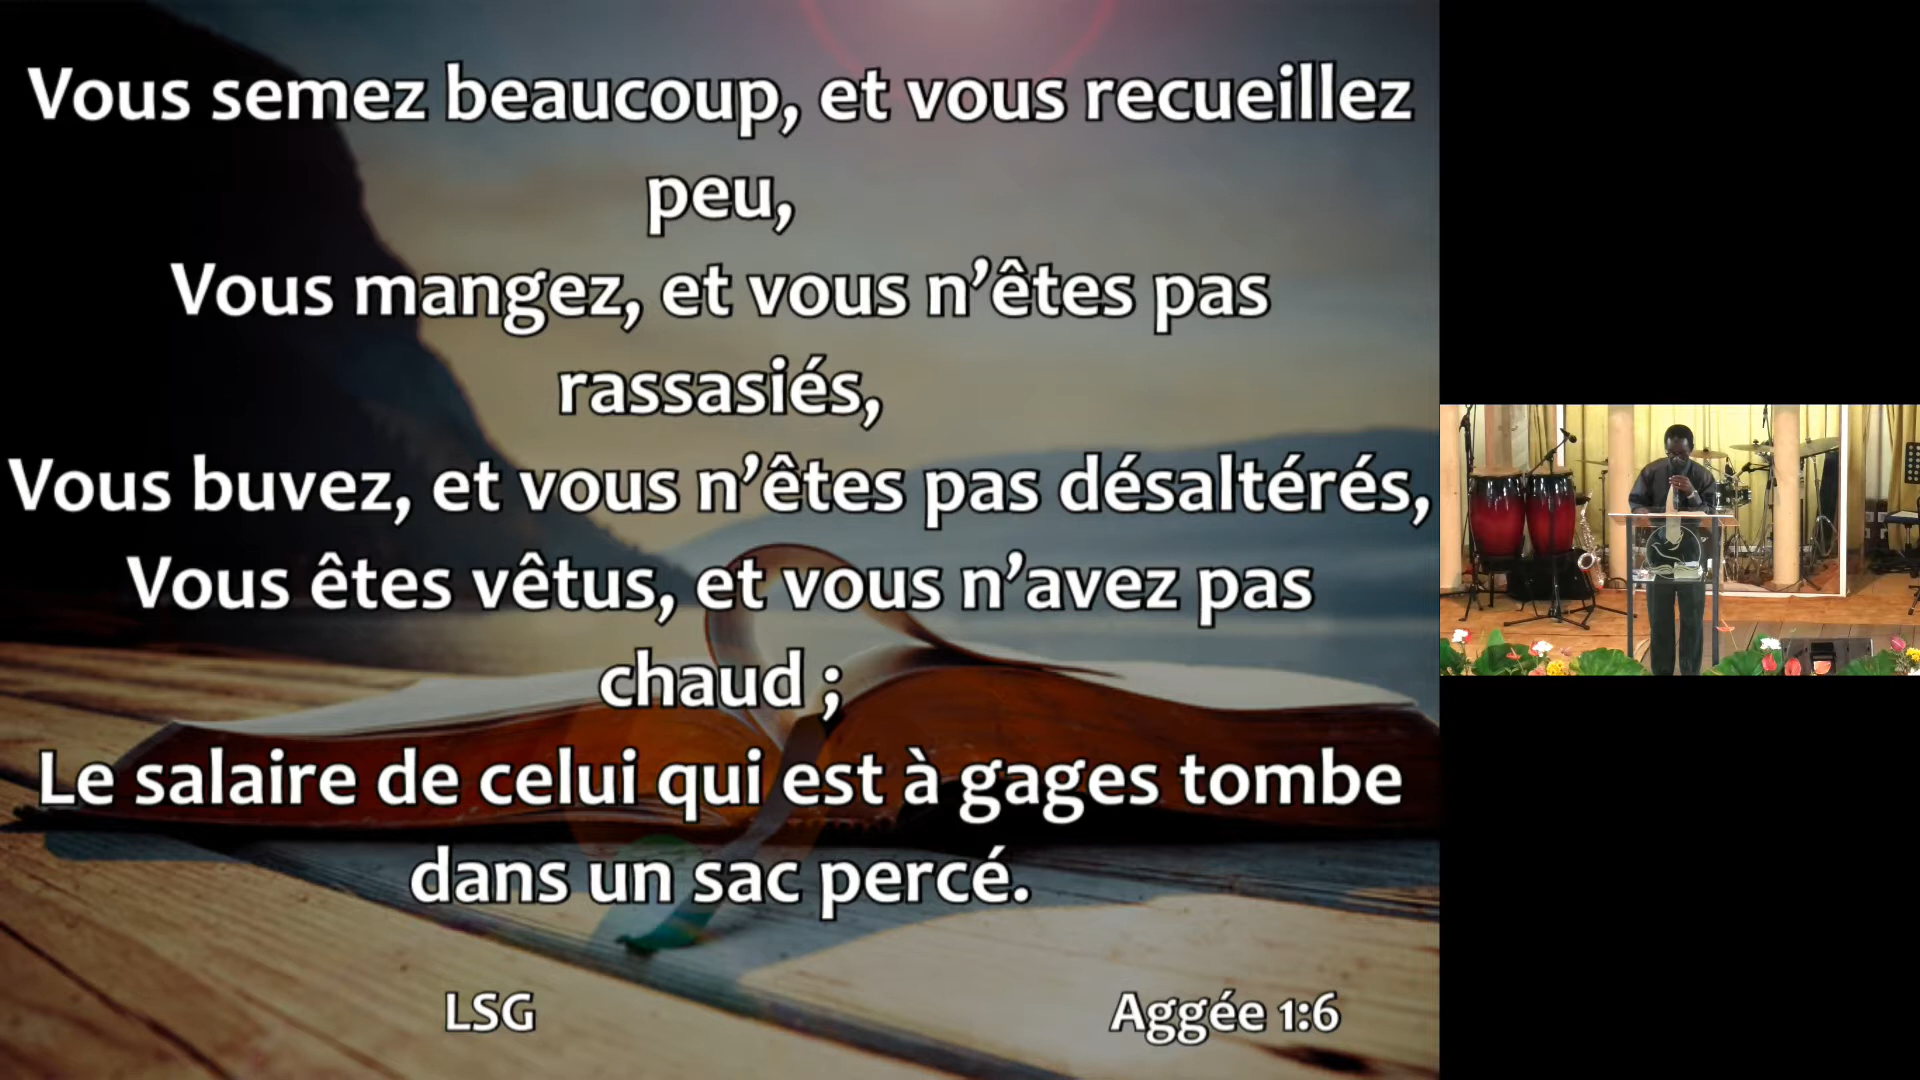 Vous semez beaucoup, et vous recueillez
peu,
Vous mangez, et vous n’êtes pas
rassasiés,
Vous buvez, et vous n’êtes pas désaltérés,
Vous êtes vêtus, et vous n’avez pas
chaud ;
Le salaire de celui qui est à gages tombe
dans un sac percé.
LSG
Aggée 1:6